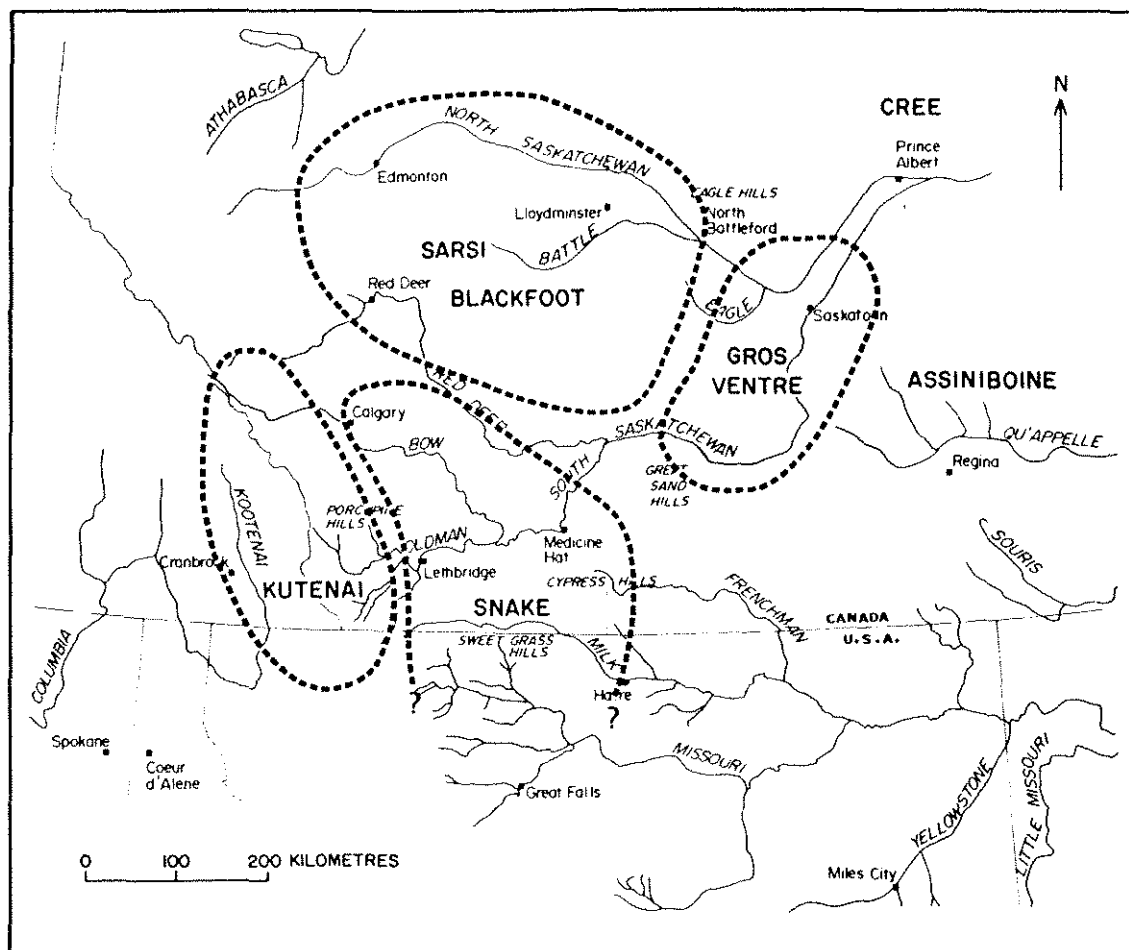 ATHABASCA
N
NORTH
SASKATCHEWAN
CREE
Prince
Albert
Edmonton
EAGLE HILLS
Lloydminster
North
Battleford
SARSI
BATTLE
Red Deer
BLACKFOOT
EAGLE
Saskatoon
GROS
VENTRE
ASSINIBOINE
RED DEER
Calgary
BOW
SOUTH
SASKATCHEWAN
QU'APPELLE
Regina
GREAT
SAND
HILLS
KOOTENAI
PORCUPINE
HILLS
OLDMAN
Medicine
Hat
Cranbrook
Lethbridge
KUTENAI
CYPRESS HILLS
FRENCHMAN
SOURIS
SNAKE
CANADA
U.S.A.
SWEET GRASS
HILLS
MILK
COLUMBIA
Havre
?
?
Spokane
Coeur
d'Alene
MISSOURI
Great Falls
YELLOWSTONE
LITTLE MISSOURI
0 100 200 KILOMETRES
Miles City